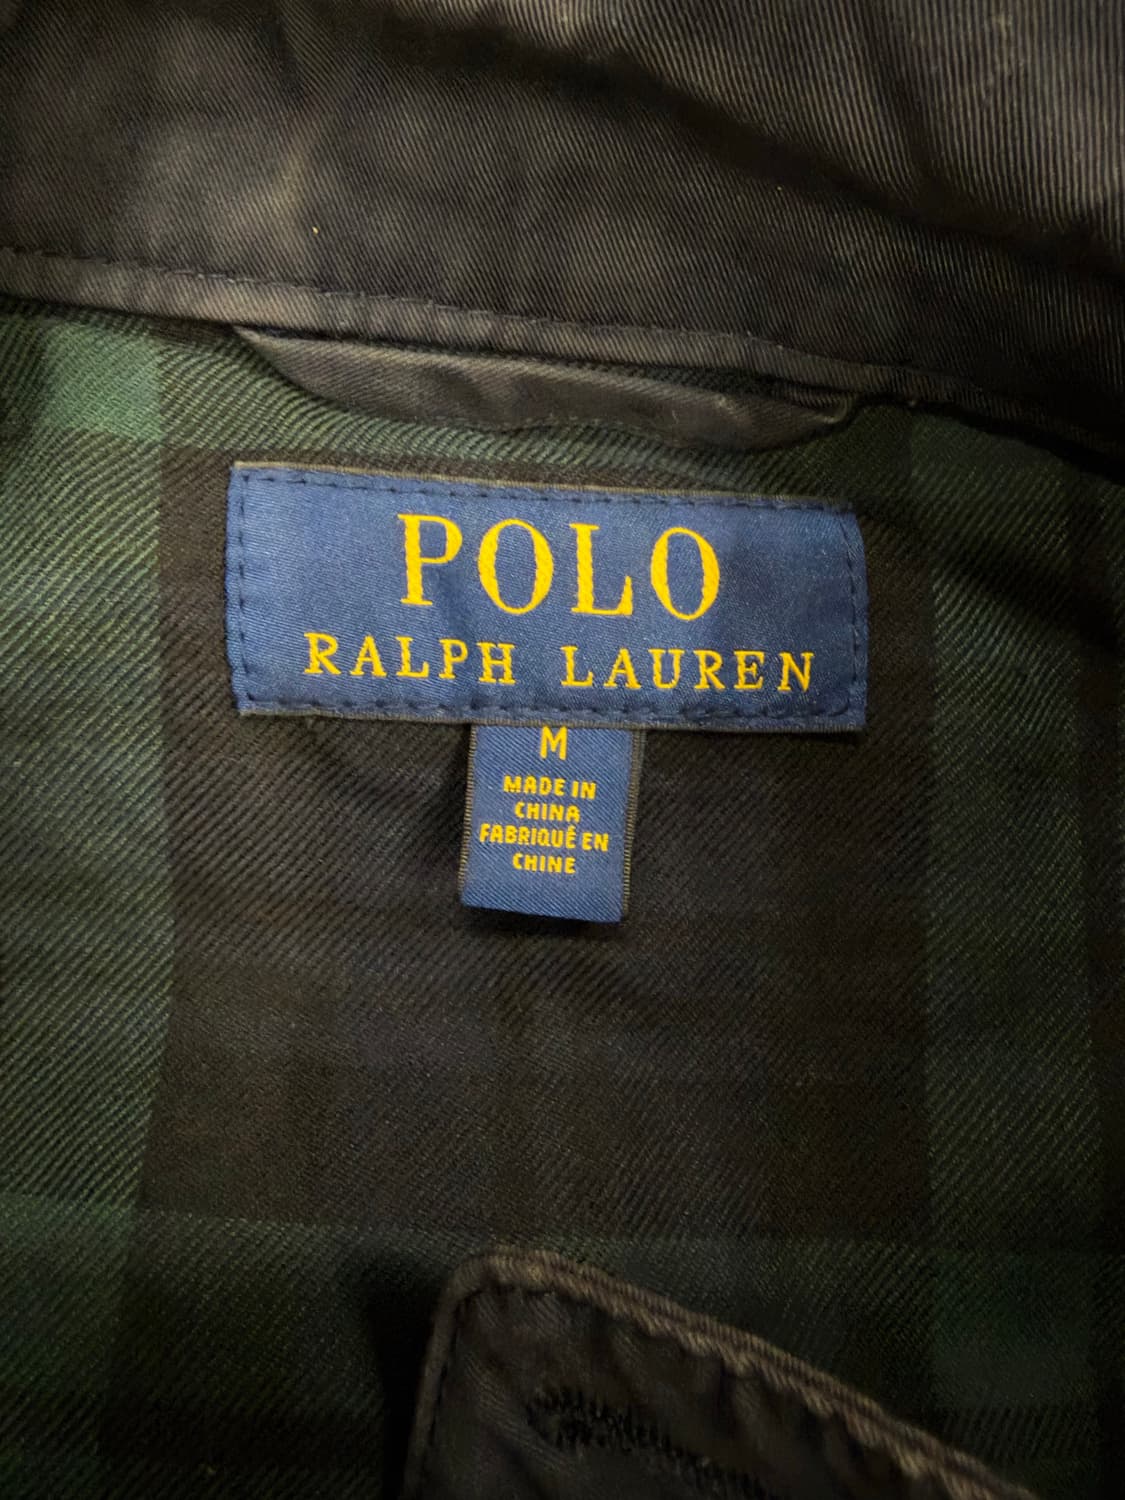 POLO
RALPH LAUREN
M
MADE IN
CHINA
FABRIQUÉ EN
CHINE